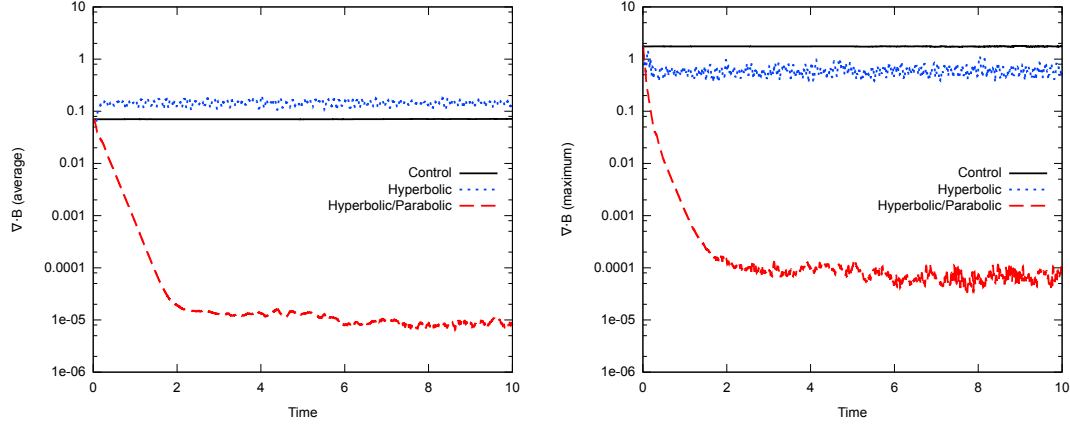 10
1
0.1
0.01
0.001
0.0001
1e-05
1e-06
∇·B (average)
Control
Hyperbolic
Hyperbolic/Parabolic
0 2 4 6 8 10
Time
10
1
0.1
0.01
0.001
0.0001
1e-05
1e-06
∇·B (maximum)
Control
Hyperbolic
Hyperbolic/Parabolic
0 2 4 6 8 10
Time